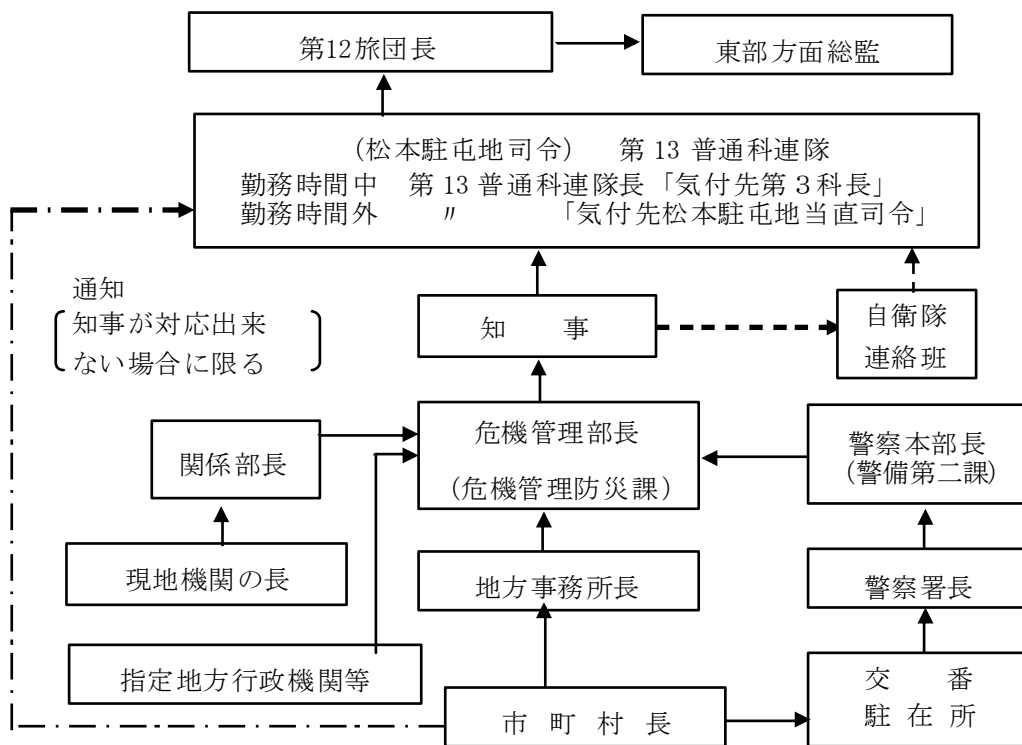 第12旅団長
東部方面総監
(松本駐屯地司令) 第 13 普通科連隊
勤務時間中 第 13 普通科連隊長「気付先第3科長」
勤務時間外 〃 「気付先松本駐屯地当直司令」
通知
知事が対応出来
ない場合に限る
知 事
自衛隊
連絡班
関係部長
危機管理部長
(危機管理防災課)
警察本部長
(警備第二課)
現地機関の長
地方事務所長
警察署長
指定地方行政機関等
市 町 村 長
交 番
駐 在 所